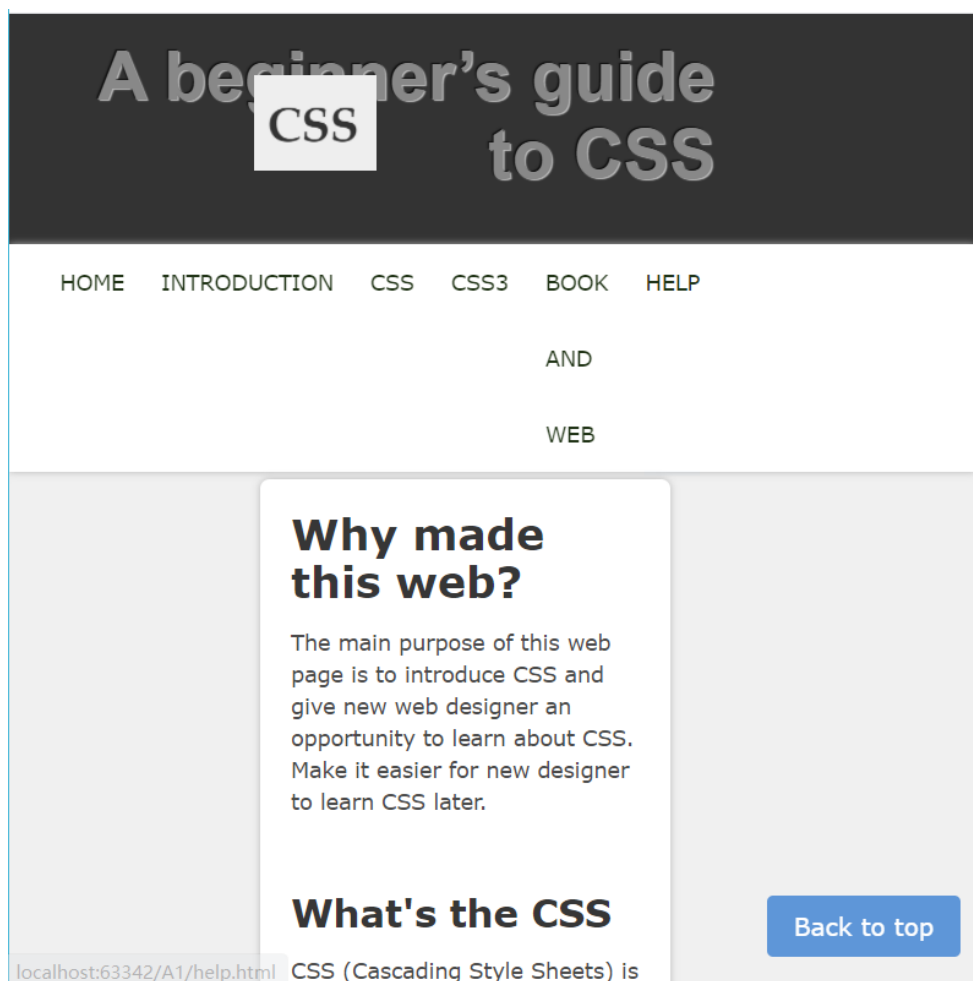 A beginner’s guide
to CSS
CSS
HOME INTRODUCTION CSS CSS3 BOOK HELP
AND
WEB
Why made
this web?
The main purpose of this web
page is to introduce CSS and
give new web designer an
opportunity to learn about CSS.
Make it easier for new designer
to learn CSS later.
What's the CSS
Back to top
CSS (Cascading Style Sheets) is
localhost:63342/A1/help.html